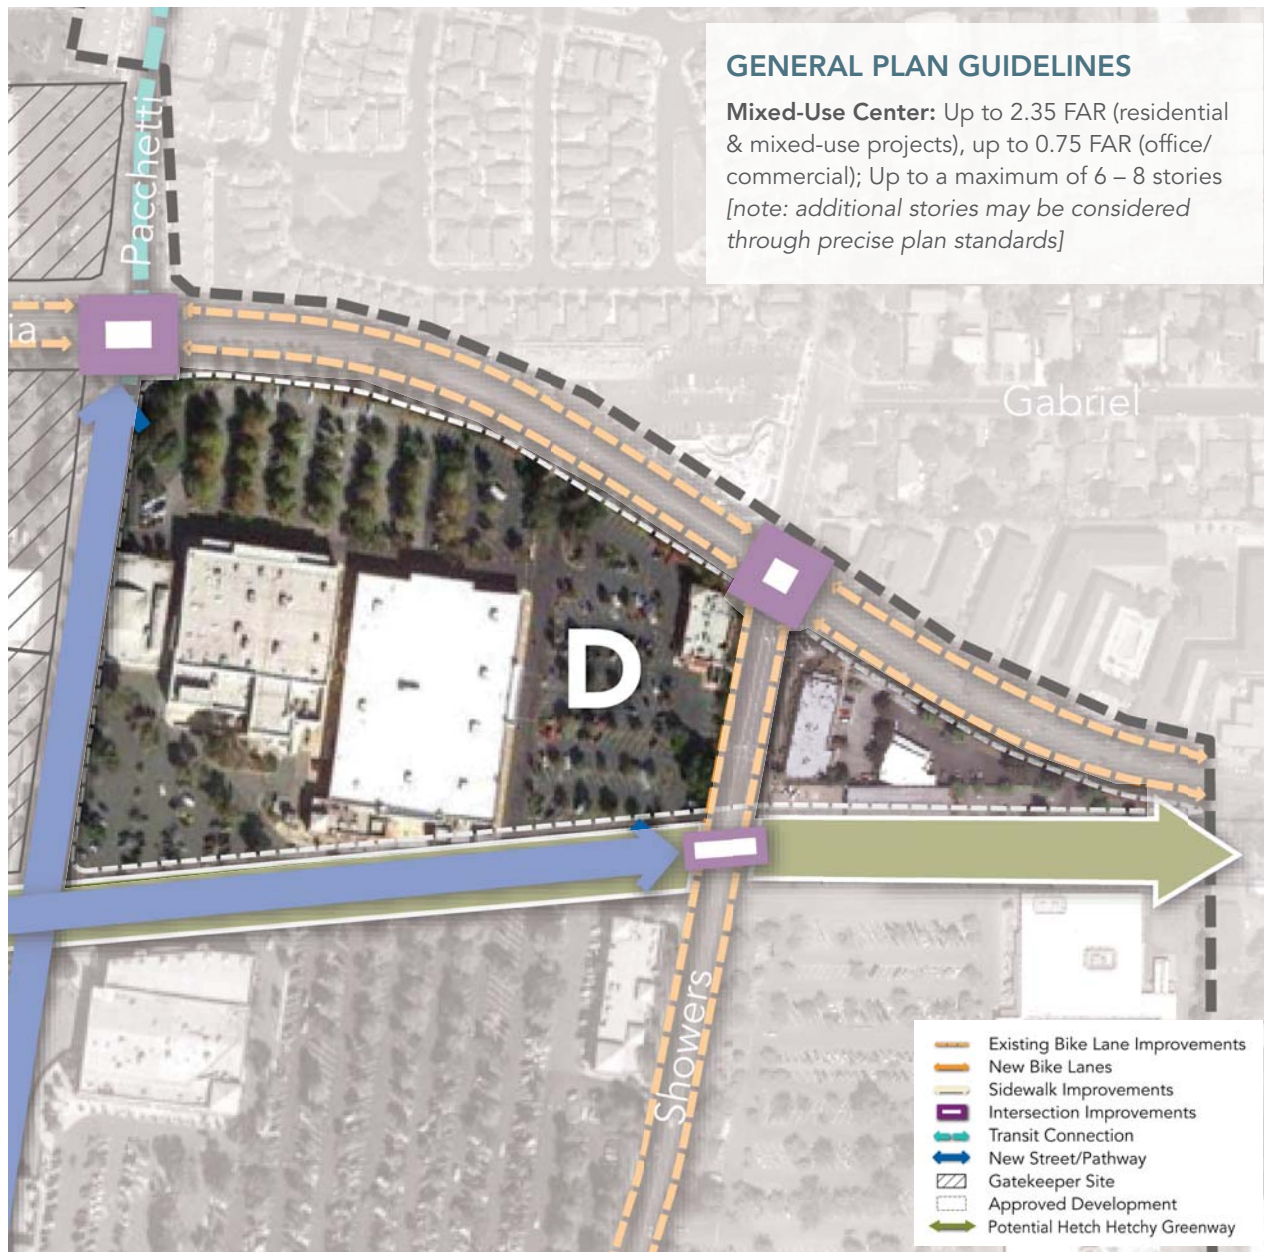 GENERAL PLAN GUIDELINES
Mixed-Use Center: Up to 2.35 FAR (residential
& mixed-use projects), up to 0.75 FAR (office/
commercial); Up to a maximum of 6 – 8 stories
[note: additional stories may be considered
through precise plan standards]
Pacchetti
ia
Gabriel
D
Showers
Existing Bike Lane Improvements
New Bike Lanes
Sidewalk Improvements
Intersection Improvements
Transit Connection
New Street/Pathway
Gatekeeper Site
Approved Development
Potential Hetch Hetchy Greenway